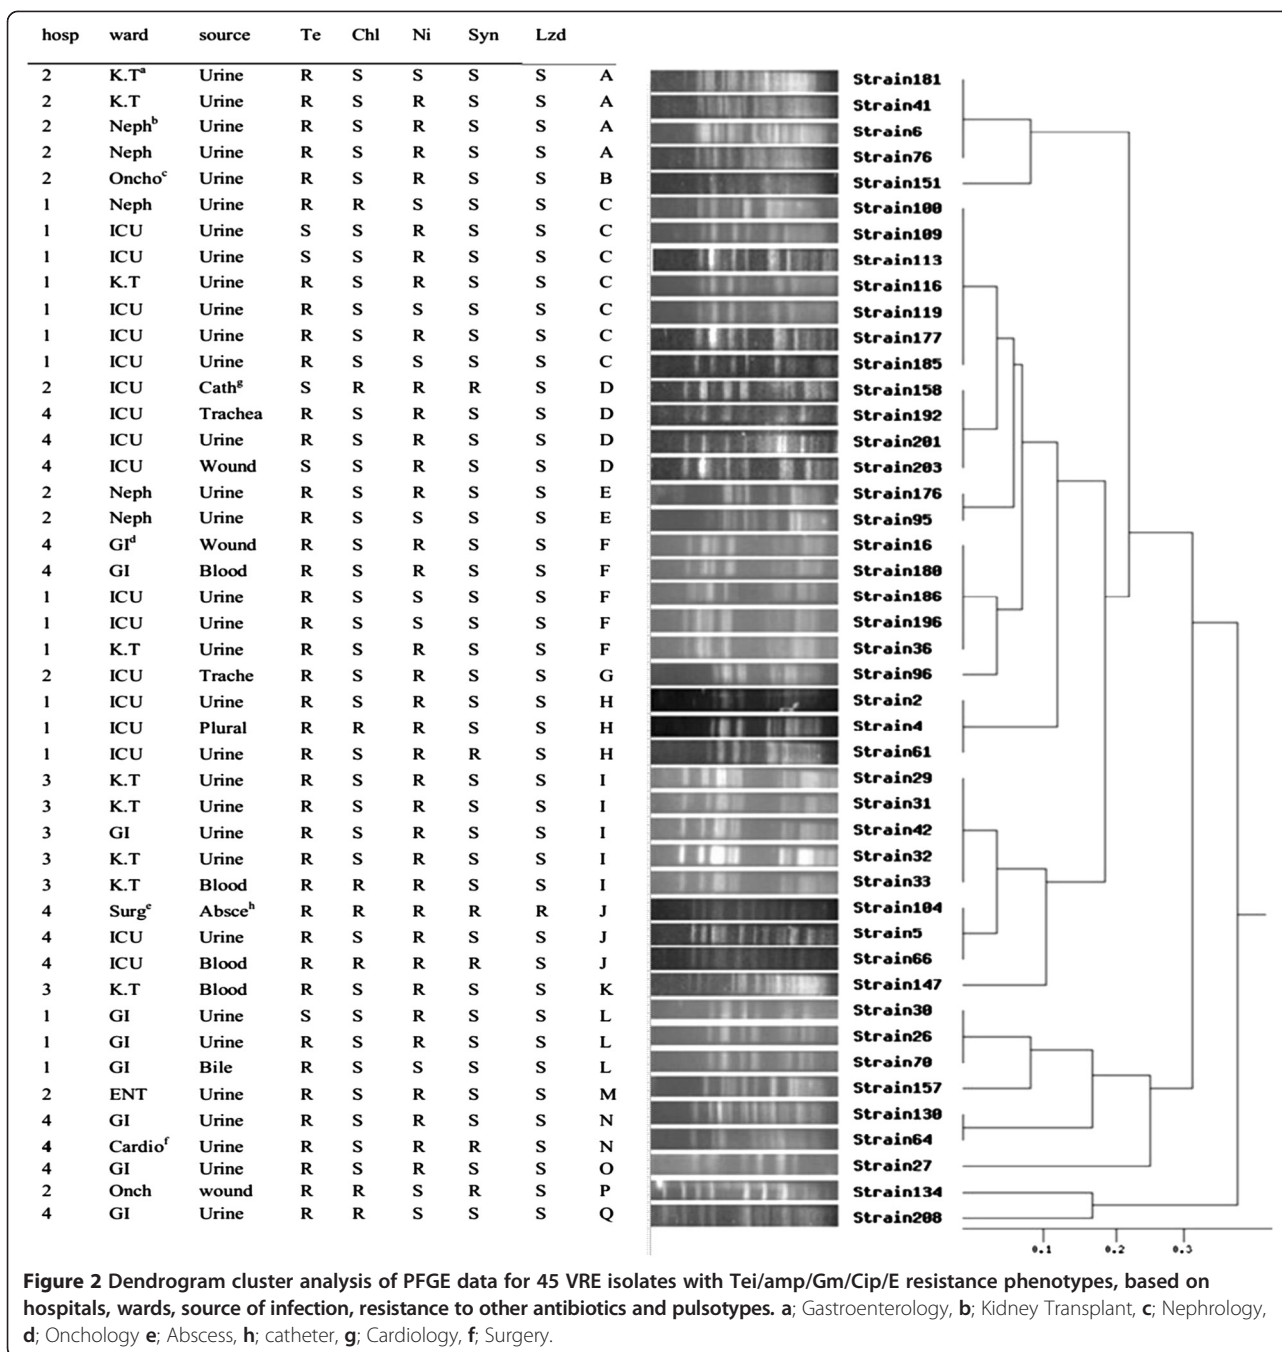 hosp ward source Te Chl Ni Syn Lzd
2 K.Tª Urine R S S S S A Strain181
2 K.T Urine R S R S S A Strain41
2 Nephᵇ Urine R S R S S A Strain6
2 Neph Urine R S R S S A Strain76
2 Onchoᶜ Urine R S R S S B Strain151
1 Neph Urine R R S S S C Strain100
1 ICU Urine S S R S S C Strain109
1 ICU Urine S S R S S C Strain113
1 K.T Urine R S R S S C Strain116
1 ICU Urine R S S S S C Strain119
1 ICU Urine R S R S S C Strain177
1 ICU Urine R S S S S C Strain185
2 ICU Cathᵍ S R R R S D Strain158
4 ICU Trachea R S R S S D Strain192
4 ICU Urine R S R S S D Strain201
4 ICU Wound S S R S S D Strain203
2 Neph Urine R S R S S E Strain176
2 Neph Urine R S S S S E Strain95
4 GIᵈ Wound R S R S S F Strain16
4 GI Blood R S R S S F Strain180
1 ICU Urine R S S S S F Strain186
1 ICU Urine R S S S S F Strain196
1 K.T Urine R S R S S F Strain36
2 ICU Trache R S R S S G Strain96
1 ICU Urine R S R S S H Strain2
1 ICU Plural R R R S S H Strain4
1 ICU Urine R S R R S H Strain61
3 K.T Urine R S R S S I Strain29
3 K.T Urine R S R S S I Strain31
3 GI Urine R S R S S I Strain42
3 K.T Urine R S R S S I Strain32
3 K.T Blood R R R S S I Strain33
4 Surgᵉ Absceʰ R R R R R J Strain104
4 ICU Urine R S R S S J Strain5
4 ICU Blood R R R R S J Strain66
3 K.T Blood R S R S S K Strain147
1 GI Urine S S R S S L Strain30
1 GI Urine R S R S S L Strain26
1 GI Bile R S S S S L Strain70
2 ENT Urine R S R S S M Strain157
4 GI Urine R S R S S N Strain130
4 Cardioᶠ Urine R S R R S N Strain64
4 GI Urine R S R S S O Strain27
2 Onch wound R R S R S P Strain134
4 GI Urine R R S S S Q Strain208
0.1 0.2 0.3
Figure 2 Dendrogram cluster analysis of PFGE data for 45 VRE isolates with Tei/amp/Gm/Cip/E resistance phenotypes, based on
hospitals, wards, source of infection, resistance to other antibiotics and pulsotypes. a; Gastroenterology, b; Kidney Transplant, c; Nephrology,
d; Onchology e; Abscess, h; catheter, g; Cardiology, f; Surgery.